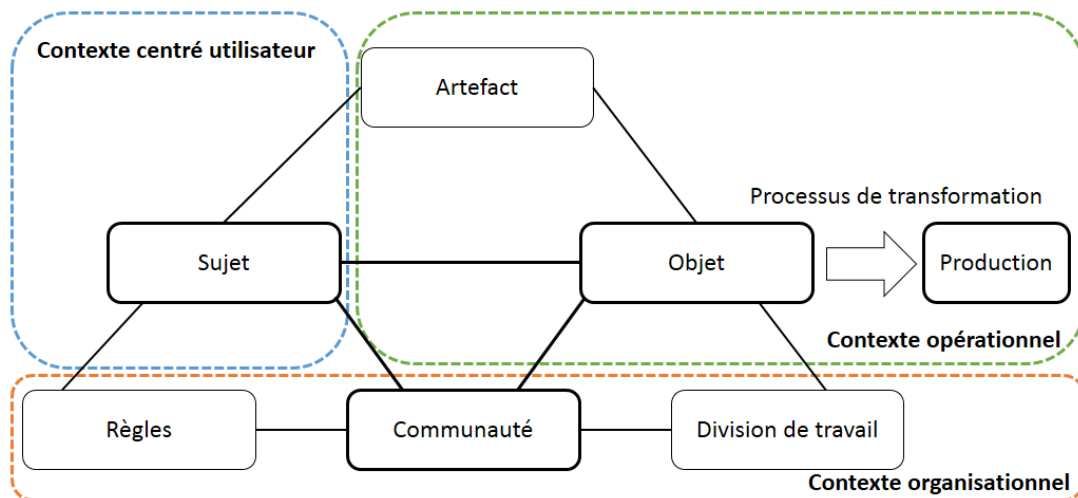 Contexte centré utilisateur
Artefact
Processus de transformation
Sujet
Objet
Production
Contexte opérationnel
Règles
Communauté
Division de travail
Contexte organisationnel